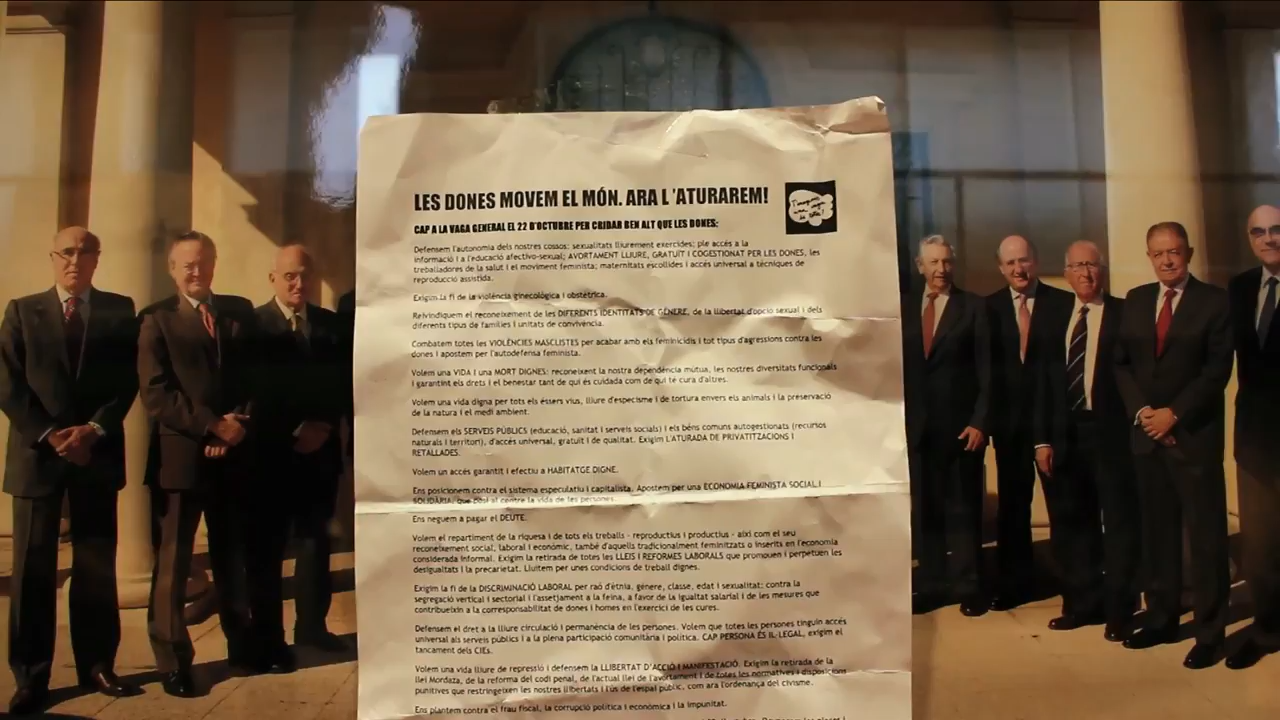 LES DONES MOVEM EL MÓN. ARA L'ATURAREM!
CAP A LA VAGA GENERAL EL 22 D'OCTUBRE PER CRIDAR BEN ALT QUE LES DONES:
Defensem l'autonomia dels nostres cossos: sexualitats lliurement exercides; ple accés a la
informació i a l'educació afectivo-sexual; AVORTAMENT LLIURE, GRATUÏT I COGESTIONAT PER LES DONES, les
treballadores de la salut i el moviment feminista; maternitats escollides i accés universal a tècniques de
reproducció assistida.
Exigim la fi de la violència ginecològica i obstètrica.
Reivindiquem el reconeixement de les DIFERENTS IDENTITATS DE GÈNERE, de la llibertat d'opció sexual i dels
diferents tipus de famílies i unitats de convivència.
Combatem totes les VIOLÈNCIES MASCLISTES per acabar amb els feminicidis i tot tipus d'agressions contra les
dones i apostem per l'autodefensa feminista.
Volem una VIDA i una MORT DIGNES: reconeixent la nostra dependència mútua, les nostres diversitats funcionals
i garantint els drets i el benestar tant de qui és cuidada com de qui té cura d'altres.
Volem una vida digna per tots els éssers vius, lliure d'especisme i de tortura envers els animals i la preservació
de la natura i el medi ambient.
Defensem els SERVEIS PÚBLICS (educació, sanitat i serveis socials) i els béns comuns autogestionats (recursos
naturals i territori), d'accés universal, gratuït i de qualitat. Exigim L'ATURADA DE PRIVATITZACIONS I
RETALLADES.
Volem un accés garantit i efectiu a HABITATGE DIGNE.
Ens posicionem contra el sistema especulatiu i capitalista. Apostem per una ECONOMIA FEMINISTA SOCIAL I
SOLIDÀRIA, que posi al centre la vida de les persones.
Ens neguem a pagar el DEUTE.
Volem el repartiment de la riquesa i de tots els treballs - reproductius i productius - així com el seu
reconeixement social, laboral i econòmic, també d'aquells tradicionalment feminitzats o inserits en l'economia
considerada informal. Exigim la retirada de totes les LLEIS I REFORMES LABORALS que promouen i perpetuen les
desigualtats i la precarietat. Lluitem per unes condicions de treball dignes.
Exigim la fi de la DISCRIMINACIÓ LABORAL per raó d'ètnia, gènere, classe, edat i sexualitat; contra la
segregació vertical i sectorial i l'assetjament a la feina, a favor de la igualtat salarial i de les mesures que
contribueixin a la corresponsabilitat de dones i homes en l'exercici de les cures.
Defensem el dret a la lliure circulació i permanència de les persones. Volem que totes les persones tinguin accés
universal als serveis públics i a la plena participació comunitària i política. CAP PERSONA ÉS IL·LEGAL, exigim el
tancament dels CIEs.
Volem una vida lliure de repressió i defensem la LLIBERTAT D'ACCIÓ I MANIFESTACIÓ. Exigim la retirada de la
llei Mordaza, de la reforma del codi penal, de l'actual llei de l'avortament i de totes les normatives i disposicions
punitives que restringeixen les nostres llibertats i l'ús de l'espai públic, com ara l'ordenança del civisme.
Ens plantem contra el frau fiscal, la corrupció política i econòmica i la impunitat.